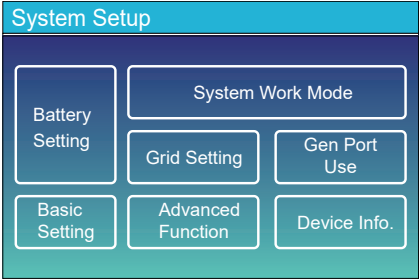 System Setup
Battery
Setting
System Work Mode
Grid Setting
Gen Port
Use
Basic
Setting
Advanced
Function
Device Info.